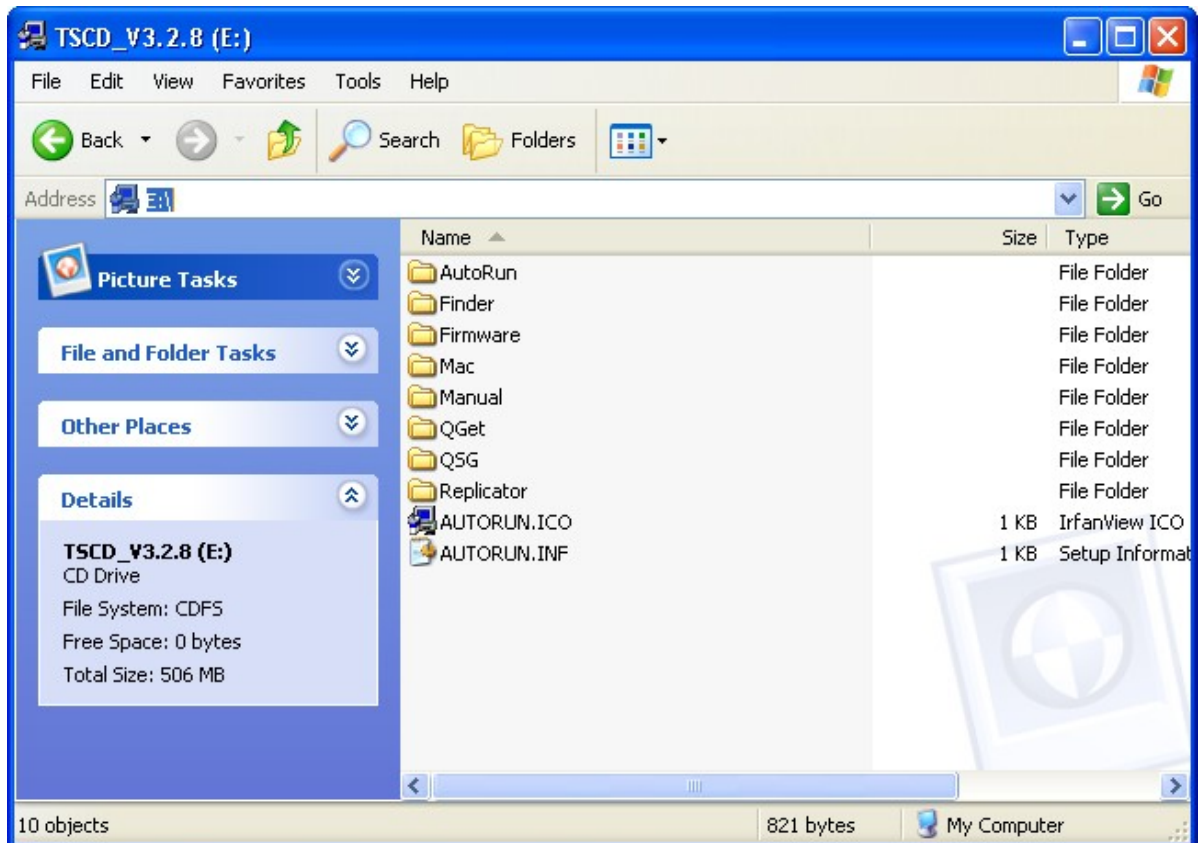 TSCD_V3.2.8 (E:)
File Edit View Favorites Tools Help
Back Search Folders
Address E:\ Go
Picture Tasks
File and Folder Tasks
Other Places
Details
TSCD_V3.2.8 (E:)
CD Drive
File System: CDFS
Free Space: 0 bytes
Total Size: 506 MB
Name Size Type
AutoRun File Folder
Finder File Folder
Firmware File Folder
Mac File Folder
Manual File Folder
QGet File Folder
QSG File Folder
Replicator File Folder
AUTORUN.ICO 1 KB IrfanView ICO
AUTORUN.INF 1 KB Setup Informat
10 objects 821 bytes My Computer